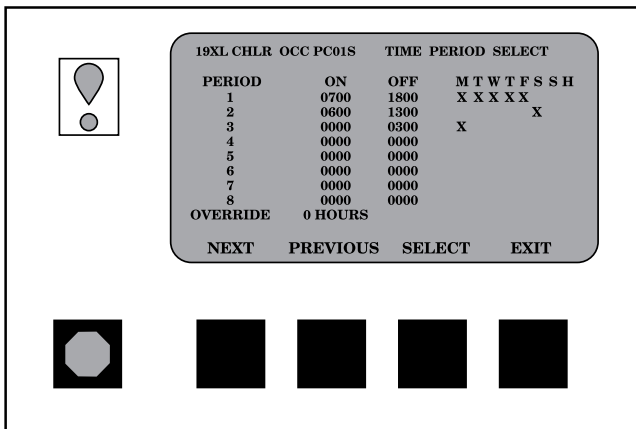 19XL CHLR OCC PC01S TIME PERIOD SELECT
PERIOD ON OFF M T W T F S S H
1 0700 1800 X X X X X
2 0600 1300 X
3 0000 0300 X
4 0000 0000
5 0000 0000
6 0000 0000
7 0000 0000
8 0000 0000
OVERRIDE 0 HOURS
NEXT PREVIOUS SELECT EXIT